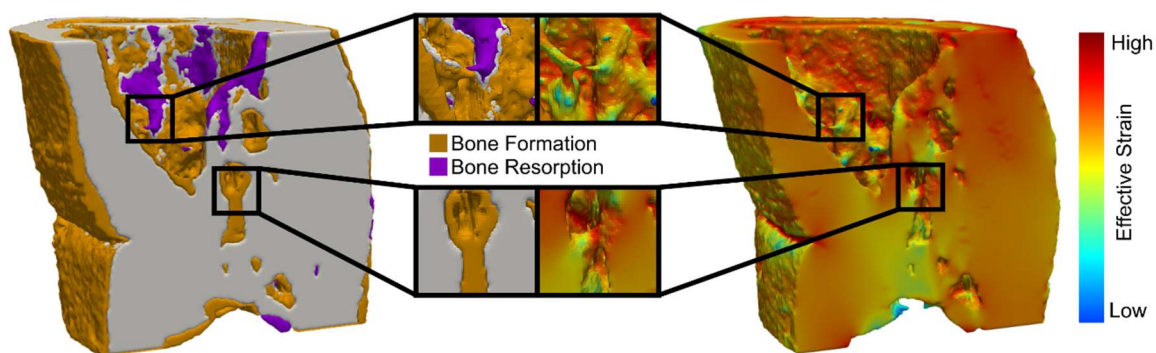 Bone Formation
Bone Resorption
High
Effective Strain
Low